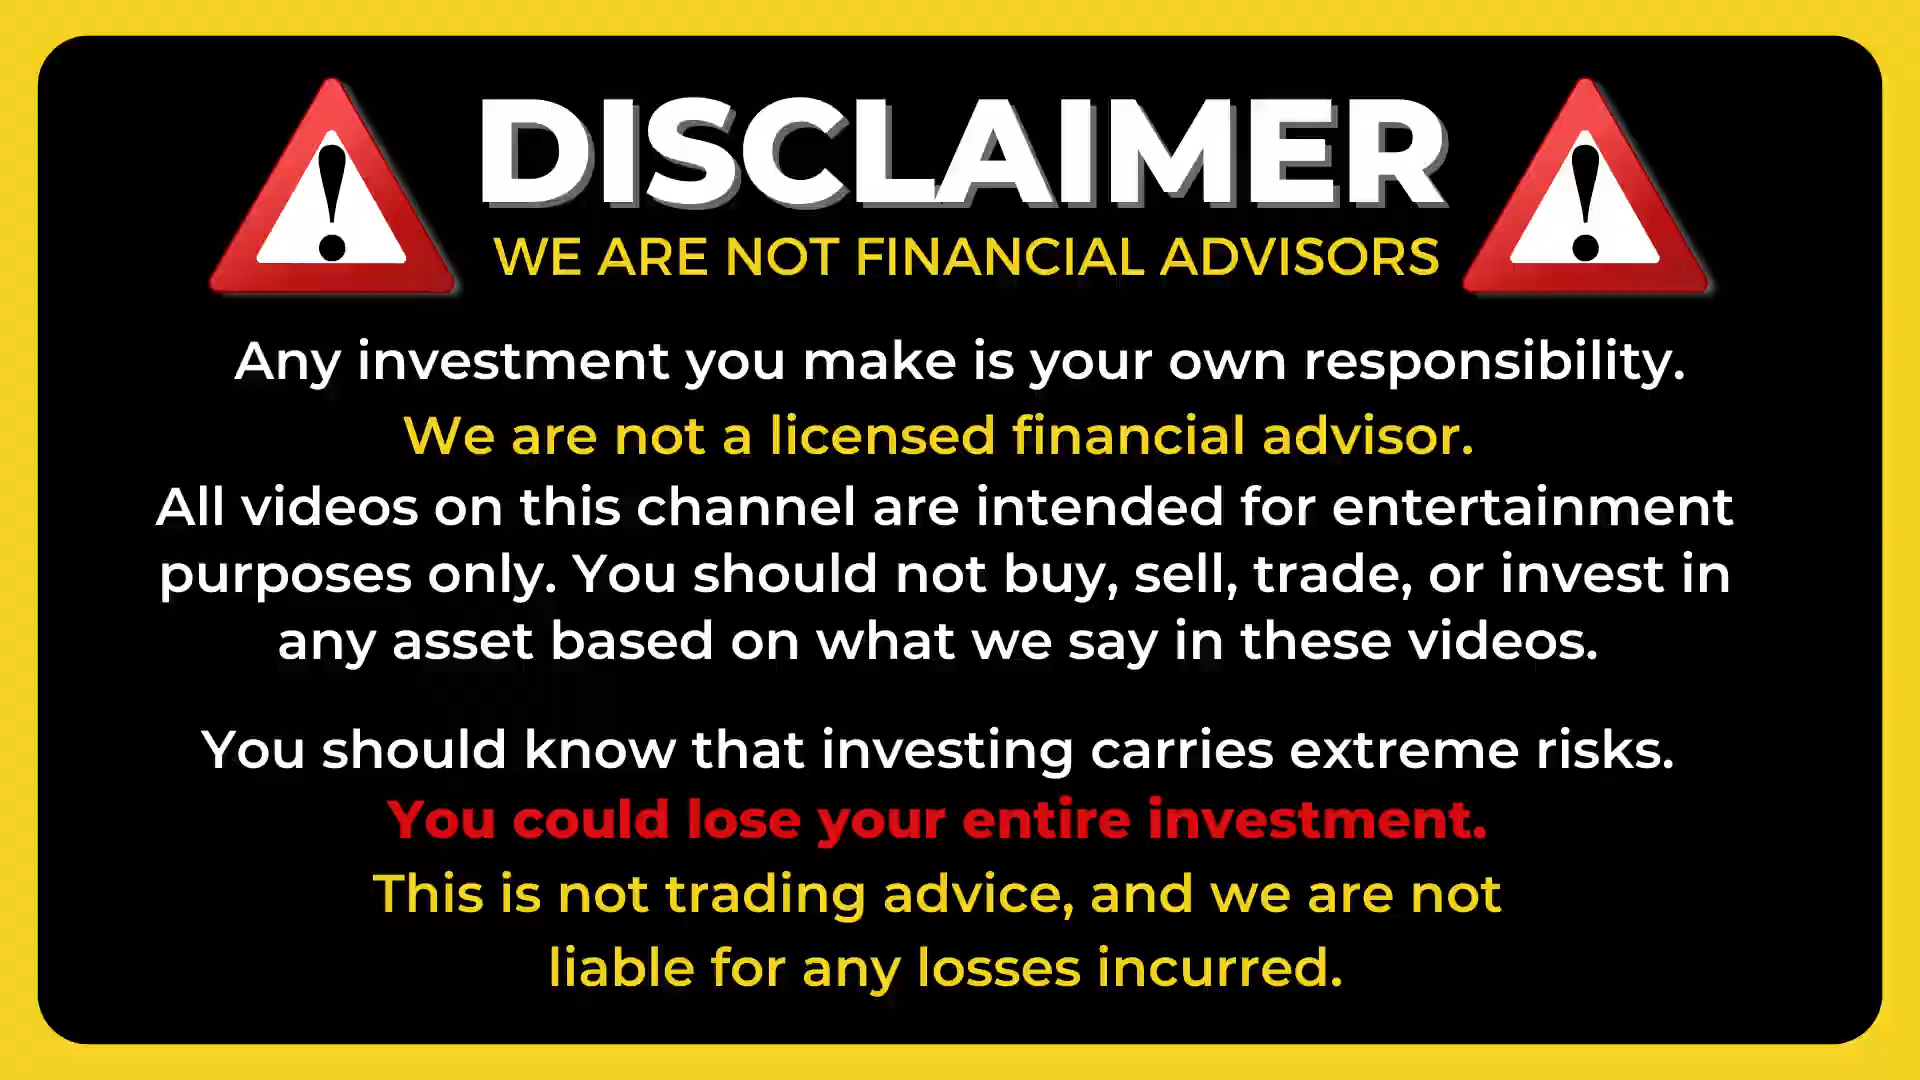 DISCLAIMER
WE ARE NOT FINANCIAL ADVISORS
Any investment you make is your own responsibility.
We are not a licensed financial advisor.
All videos on this channel are intended for entertainment
purposes only. You should not buy, sell, trade, or invest in
any asset based on what we say in these videos.
You should know that investing carries extreme risks.
You could lose your entire investment.
This is not trading advice, and we are not
liable for any losses incurred.